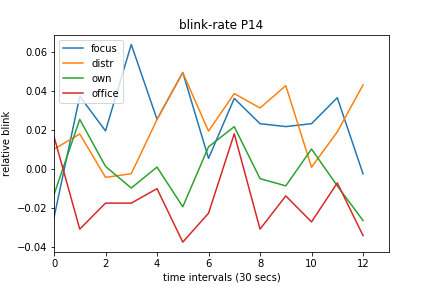 blink-rate P14
focus
distr
own
office
relative blink
0.06
0.04
0.02
0.00
−0.02
−0.04
0 2 4 6 8 10 12
time intervals (30 secs)